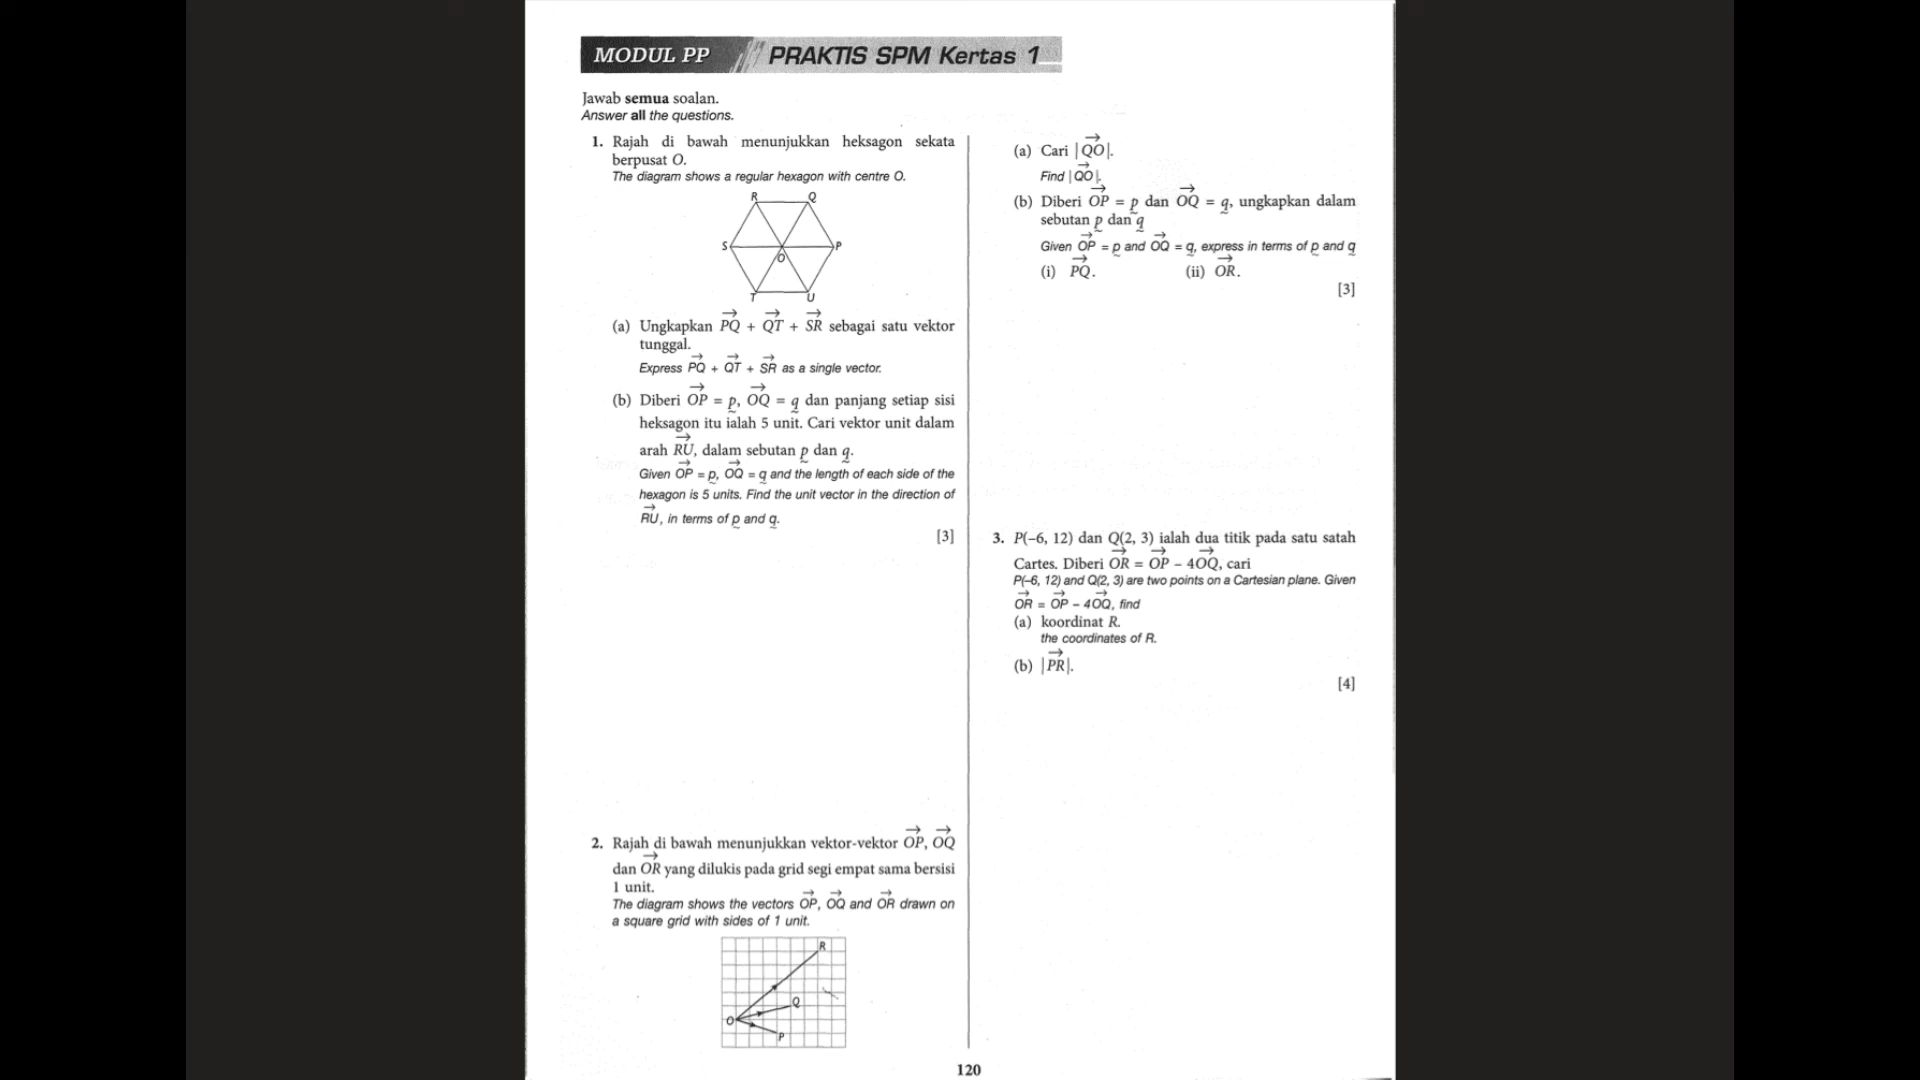 MODUL PP PRAKTIS SPM Kertas 1
Jawab semua soalan.
Answer all the questions.
1. Rajah di bawah menunjukkan heksagon sekata
berpusat O.
The diagram shows a regular hexagon with centre O.
R Q
S P
O
T U
(a) Ungkapkan PQ + QT + SR sebagai satu vektor
tunggal.
Express PQ + QT + SR as a single vector.
(b) Diberi OP = p, OQ = q dan panjang setiap sisi
heksagon itu ialah 5 unit. Cari vektor unit dalam
arah RU, dalam sebutan p dan q.
Given OP = p, OQ = q and the length of each side of the
hexagon is 5 units. Find the unit vector in the direction of
RU, in terms of p and q.
[3]
2. Rajah di bawah menunjukkan vektor-vektor OP, OQ
dan OR yang dilukis pada grid segi empat sama bersisi
1 unit.
The diagram shows the vectors OP, OQ and OR drawn on
a square grid with sides of 1 unit.
R
Q
O
P
(a) Cari |QO|.
Find |QO|.
(b) Diberi OP = p dan OQ = q, ungkapkan dalam
sebutan p dan q
Given OP = p and OQ = q, express in terms of p and q
(i) PQ. (ii) OR.
[3]
3. P(–6, 12) dan Q(2, 3) ialah dua titik pada satu satah
Cartes. Diberi OR = OP – 4OQ, cari
P(–6, 12) and Q(2, 3) are two points on a Cartesian plane. Given
OR = OP – 4OQ, find
(a) koordinat R.
the coordinates of R.
(b) |PR|.
[4]
120